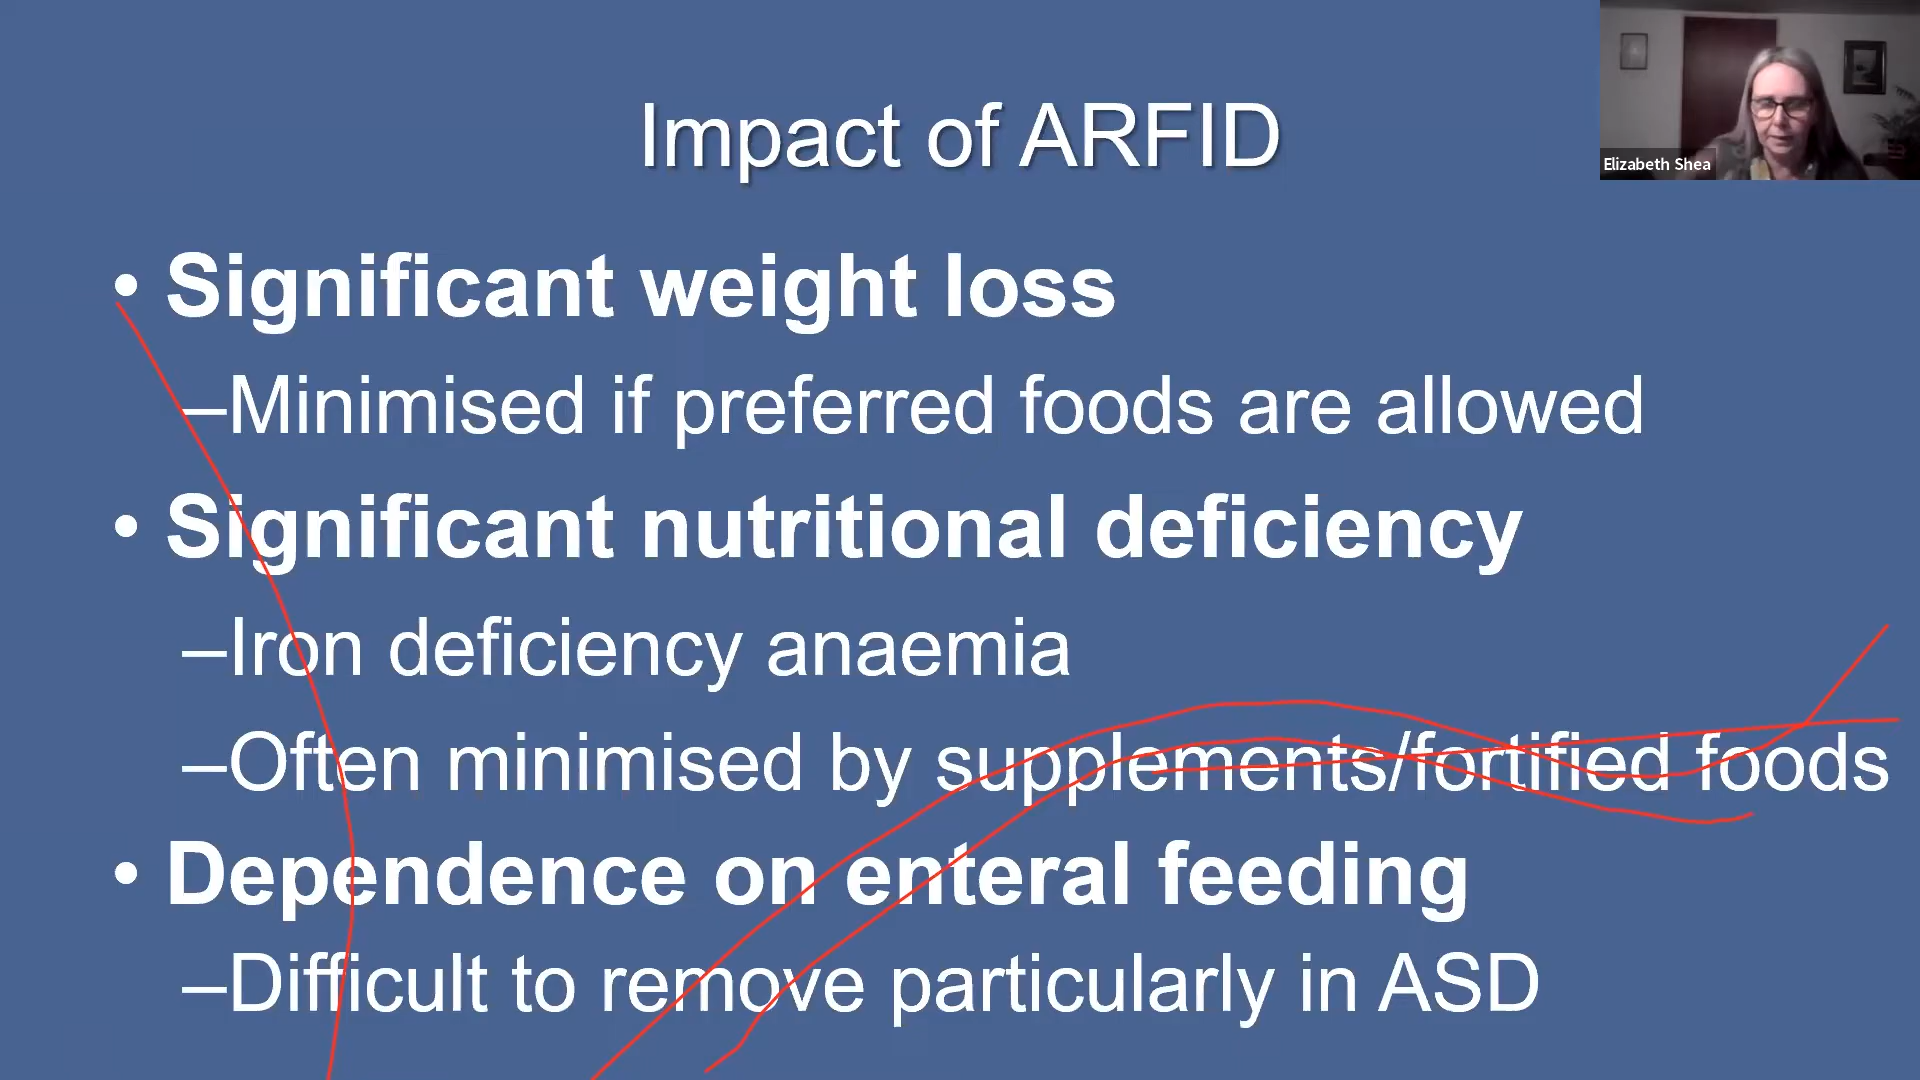 Impact of ARFID
Elizabeth Shea
• Significant weight loss
–Minimised if preferred foods are allowed
• Significant nutritional deficiency
–Iron deficiency anaemia
–Often minimised by supplements/fortified foods
• Dependence on enteral feeding
–Difficult to remove particularly in ASD